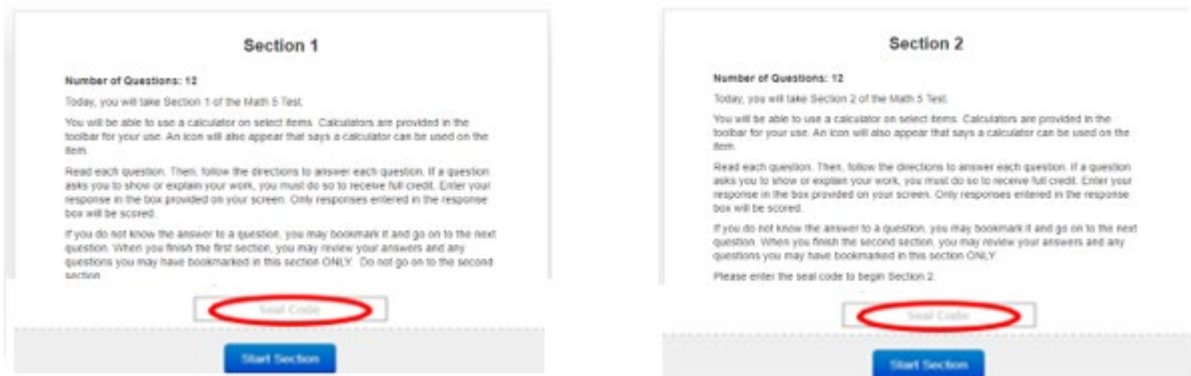 Section 1
Number of Questions: 12
Today, you will take Section 1 of the Math 5 Test.
You will be able to use a calculator on select items. Calculators are provided in the
toolbar for your use. An icon will also appear that says a calculator can be used on the
item.
Read each question. Then, follow the directions to answer each question. If a question
asks you to show or explain your work, you must do so to receive full credit. Enter your
response in the box provided on your screen. Only responses entered in the response
box will be scored.
If you do not know the answer to a question, you may bookmark it and go on to the next
question. When you finish the first section, you may review your answers and any
questions you may have bookmarked in this section ONLY. Do not go on to the second
section.
Seal Code
Start Section
Section 2
Number of Questions: 12
Today, you will take Section 2 of the Math 5 Test.
You will be able to use a calculator on select items. Calculators are provided in the
toolbar for your use. An icon will also appear that says a calculator can be used on the
item.
Read each question. Then, follow the directions to answer each question. If a question
asks you to show or explain your work, you must do so to receive full credit. Enter your
response in the box provided on your screen. Only responses entered in the response
box will be scored.
If you do not know the answer to a question, you may bookmark it and go on to the next
question. When you finish the second section, you may review your answers and any
questions you may have bookmarked in this section ONLY.
Please enter the seal code to begin Section 2.
Seal Code
Start Section